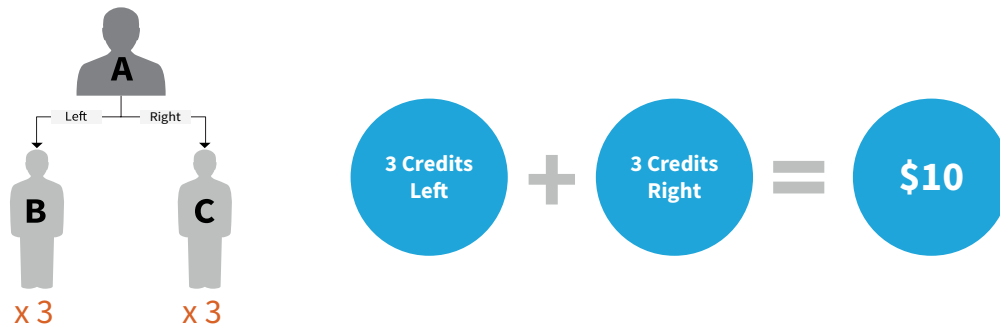 A
Left
Right
B
C
x 3
x 3
3 Credits
Left
+
3 Credits
Right
=
$10